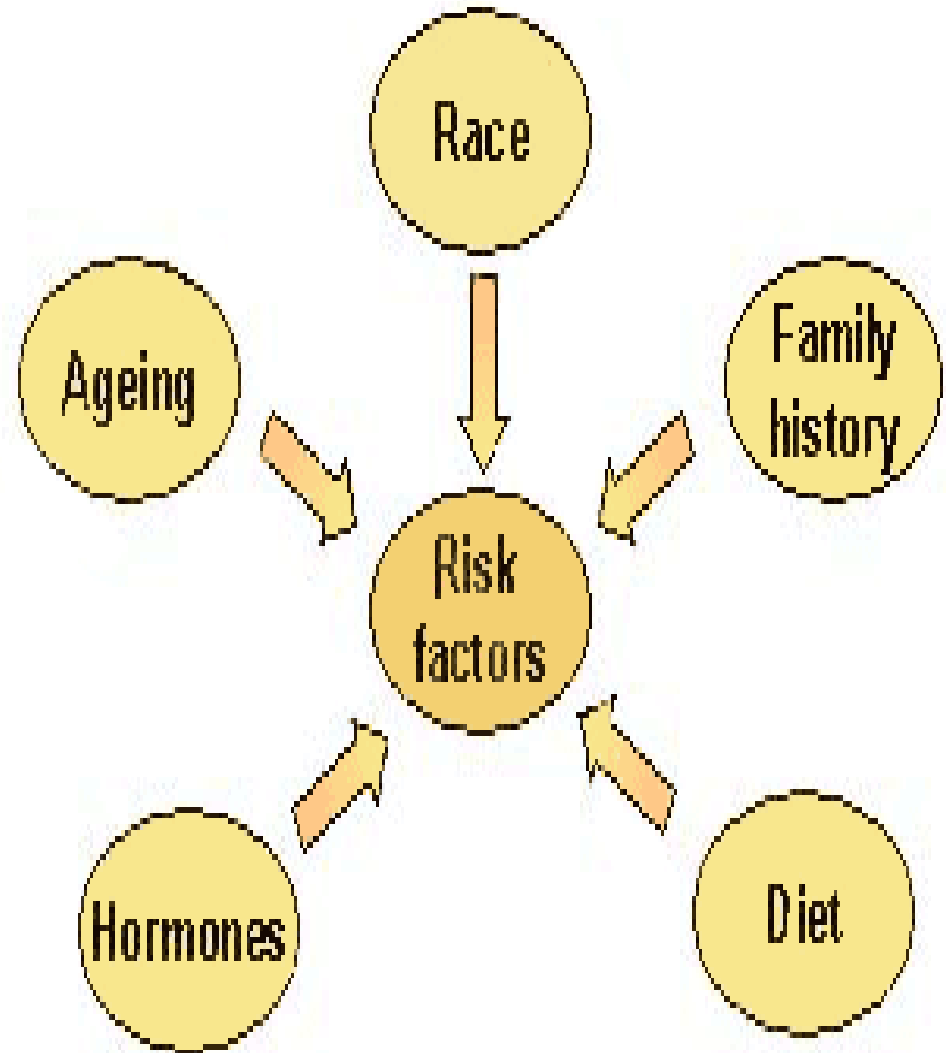 Race
Ageing
Family
history
Risk
factors
Hormones
Diet